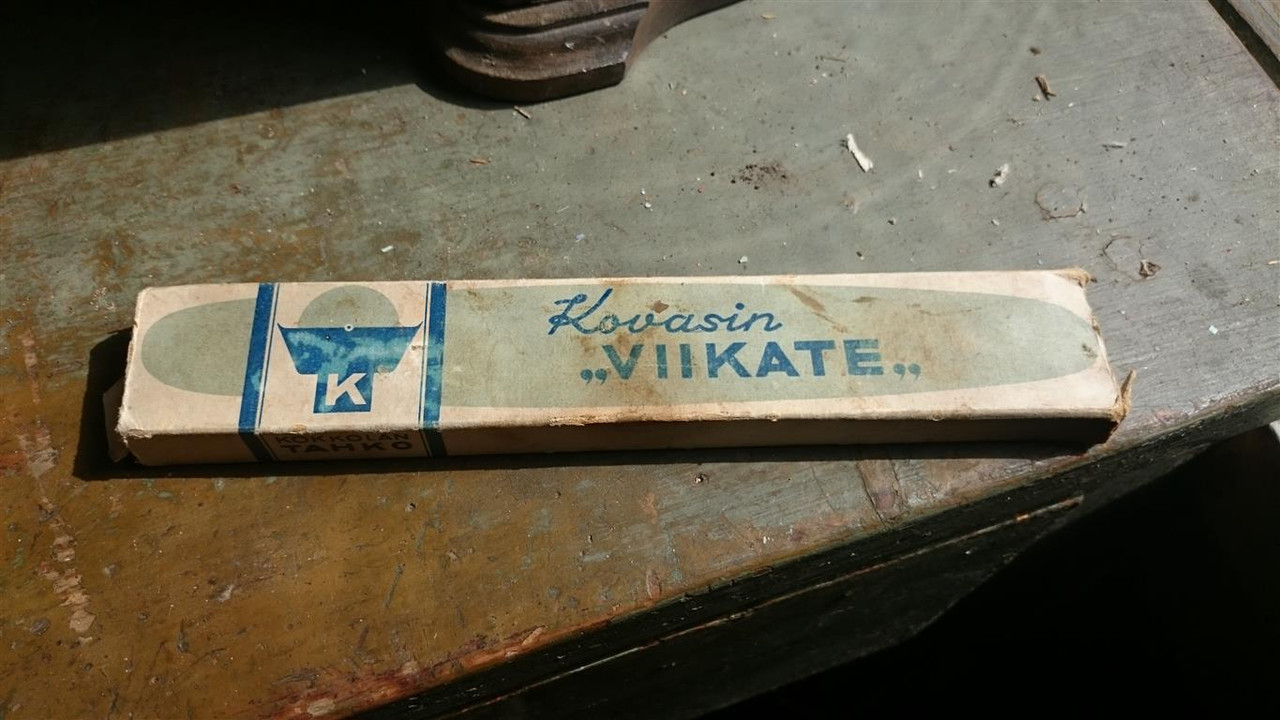 Kovasin
„VIIKATE„
K
KOKKOLAN
TAHKO